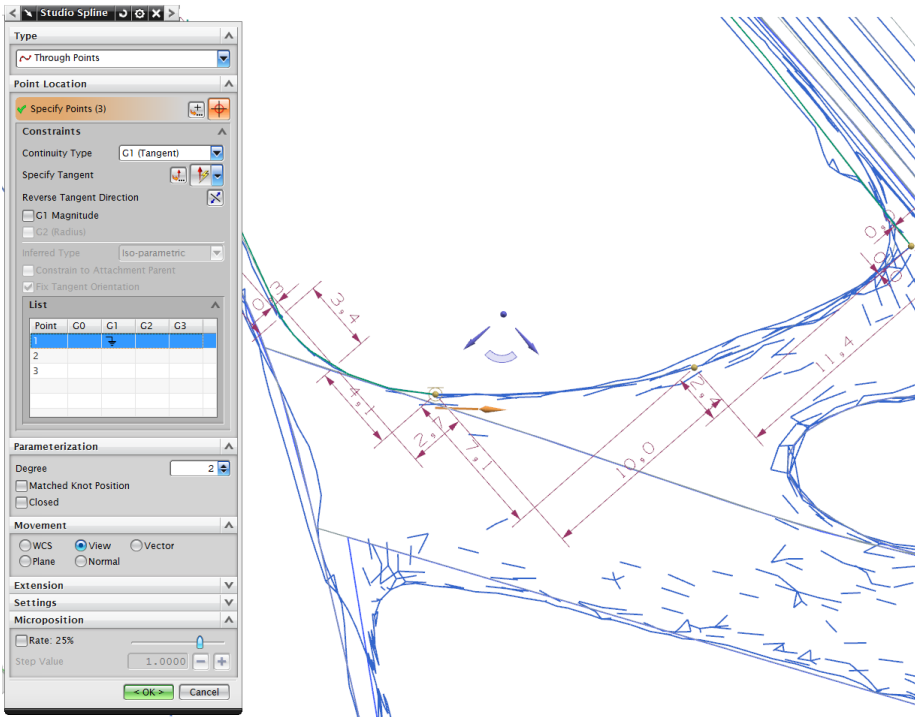 Studio Spline
Type
Through Points
Point Location
Specify Points (3)
Constraints
Continuity Type G1 (Tangent)
Specify Tangent
Reverse Tangent Direction
G1 Magnitude
G2 (Radius)
Inferred Type Iso-parametric
Constrain to Attachment Parent
Fix Tangent Orientation
List
Point G0 G1 G2 G3
1
2
3
Parameterization
Degree 2
Matched Knot Position
Closed
Movement
WCS View Vector
Plane Normal
Extension
Settings
Microposition
Rate: 25%
Step Value 1.0000
< OK > Cancel
3,4
4,1
2,7
7,1
10,0
11,4